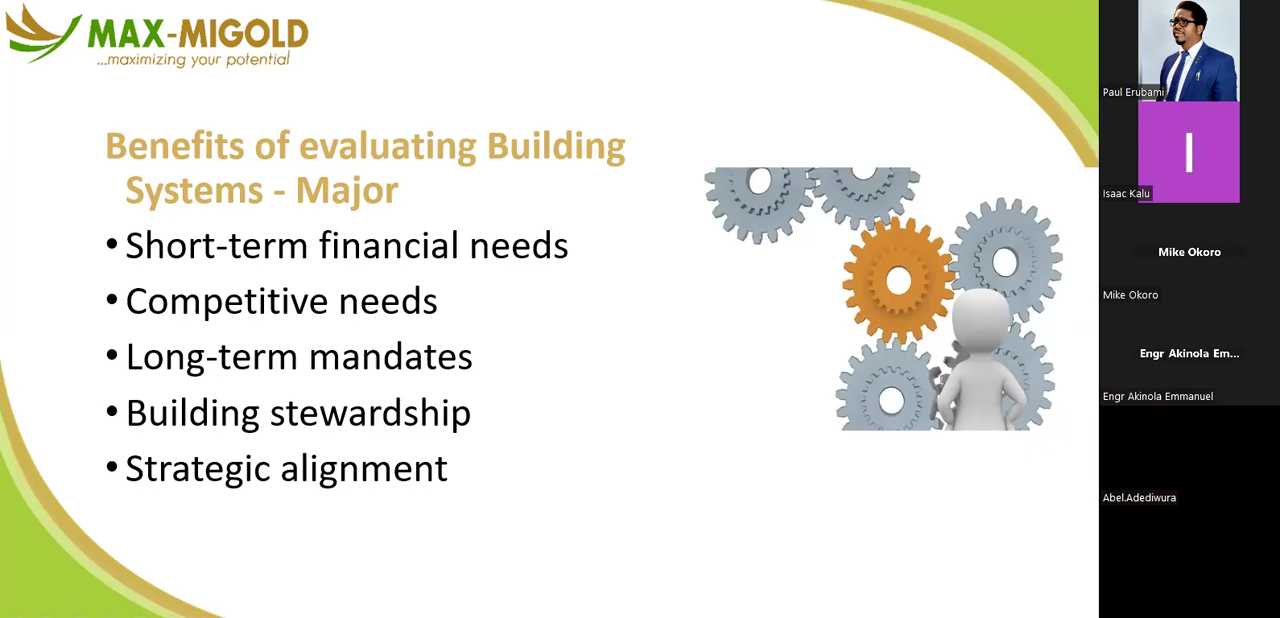 MAX-MIGOLD
...maximizing your potential
Benefits of evaluating Building
Systems - Major
• Short-term financial needs
• Competitive needs
• Long-term mandates
• Building stewardship
• Strategic alignment
Paul Erubami
I
Isaac Kalu
Mike Okoro
Mike Okoro
Engr Akinola Em...
Engr Akinola Emmanuel
Abel.Adediwura